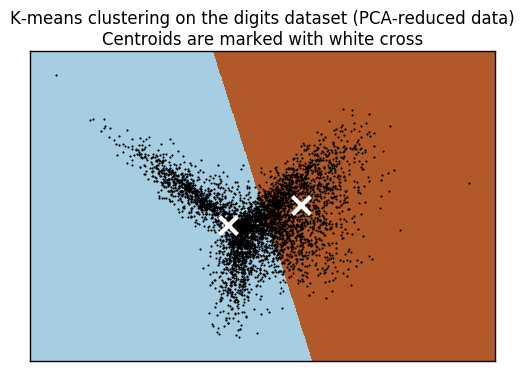 K-means clustering on the digits dataset (PCA-reduced data)
Centroids are marked with white cross